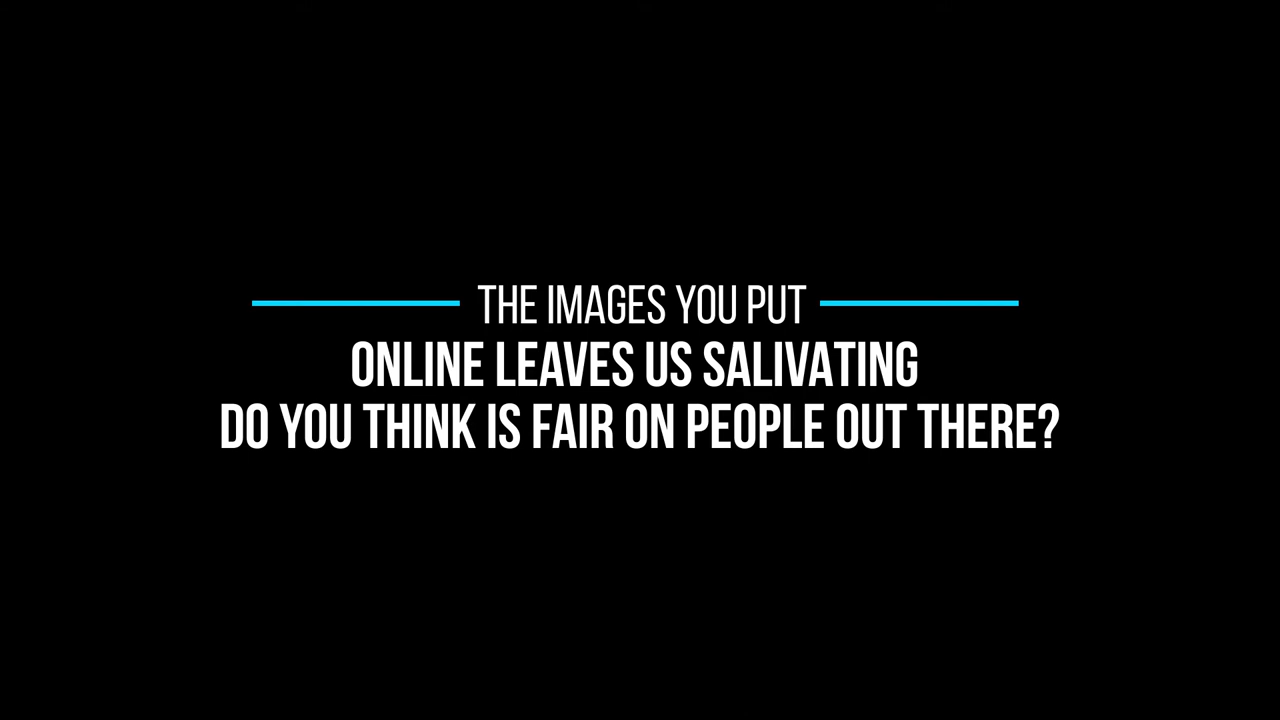 THE IMAGES YOU PUT
ONLINE LEAVES US SALIVATING
DO YOU THINK IS FAIR ON PEOPLE OUT THERE?